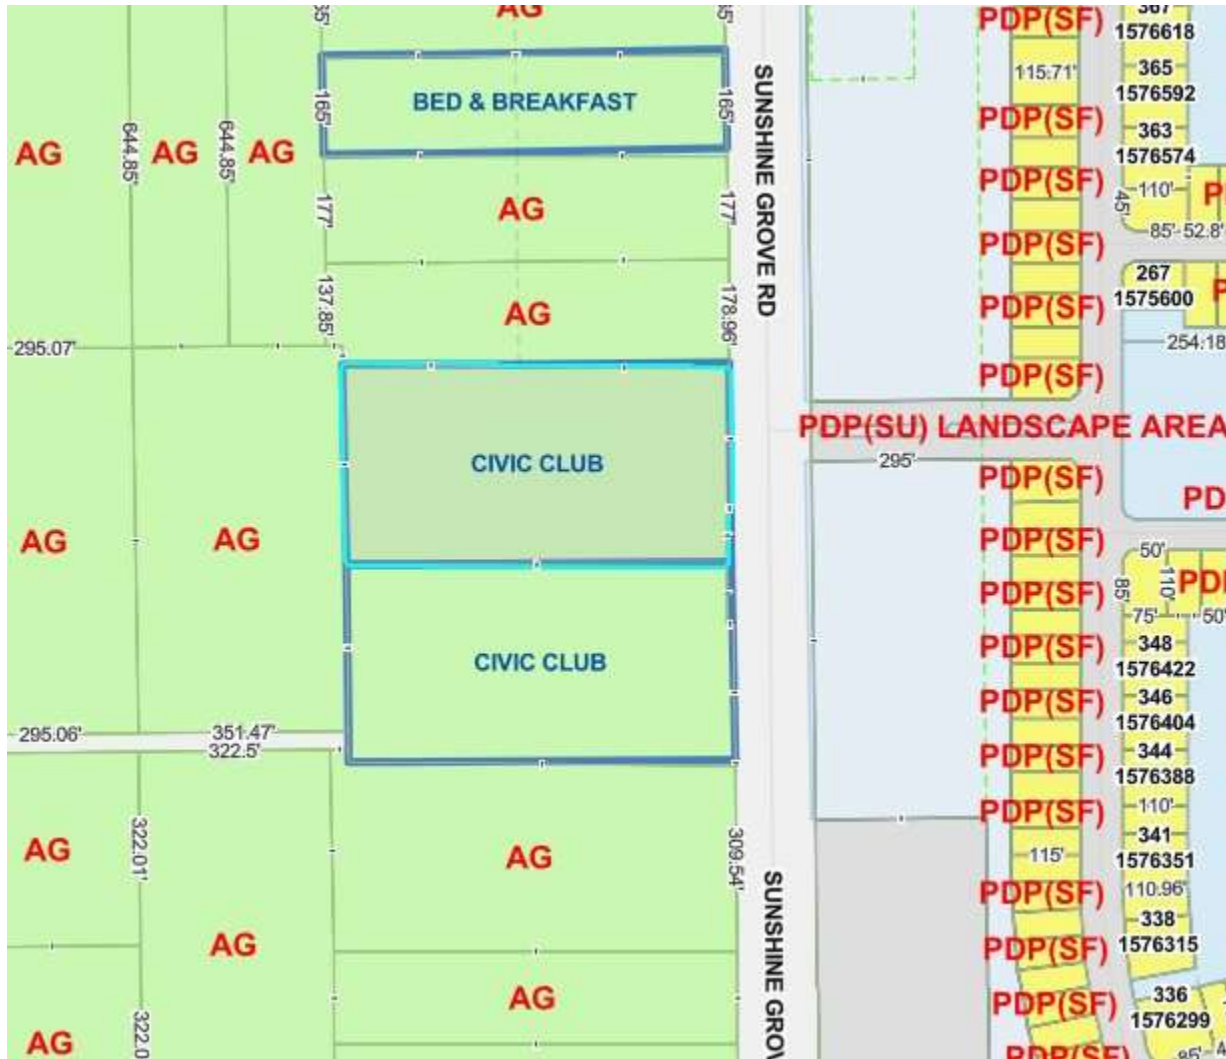 AG
PDP(SF)
367
1576618
115.71'
365
1576592
BED & BREAKFAST
165'
165'
SUNSHINE GROVE RD
PDP(SF)
363
1576574
644.85'
644.85'
AG
AG
AG
PDP(SF)
110'
45'
177'
AG
177'
85'
52.8'
PDP(SF)
267
1575600
137.85'
AG
178.96'
PDP(SF)
295.07'
254.18
PDP(SF)
PDP(SU) LANDSCAPE AREA
CIVIC CLUB
295'
PDP(SF)
PD
AG
AG
PDP(SF)
50'
85'
110'
PDP(SF)
75'
50'
CIVIC CLUB
PDP(SF)
348
1576422
PDP(SF)
346
1576404
295.06'
351.47'
322.5'
PDP(SF)
344
1576388
PDP(SF)
110'
341
1576351
322.01'
AG
AG
309.54'
115'
PDP(SF)
110.96'
338
1576315
AG
PDP(SF)
SUNSHINE GROV
AG
PDP(SF)
336
1576299
322.0
AG
PDP(SF)
85'